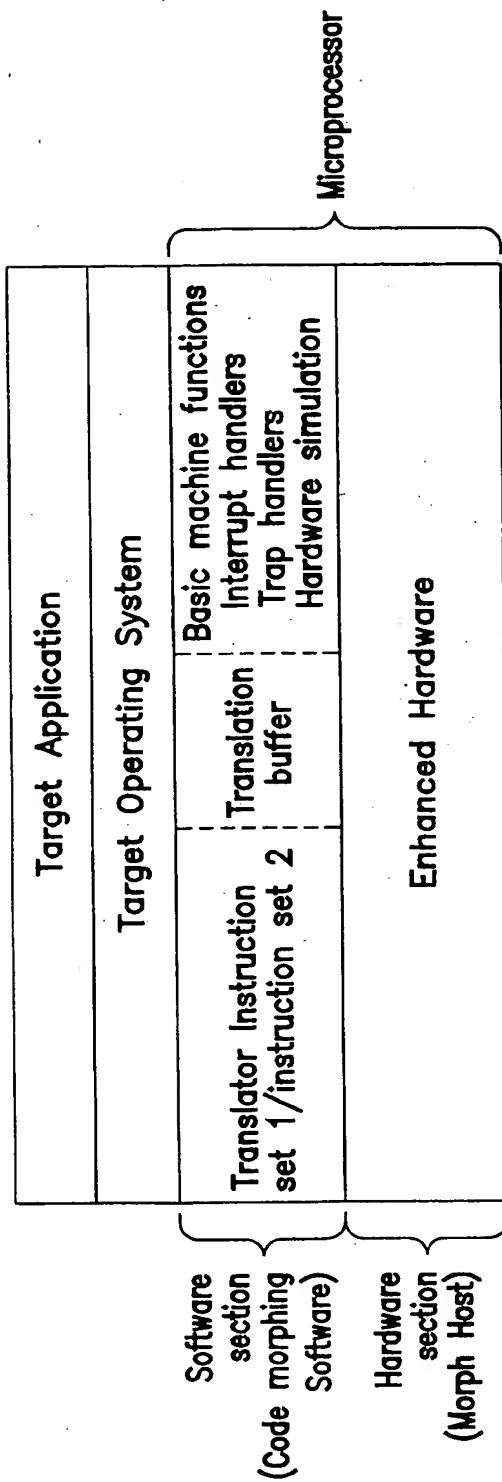 Target Application
Target Operating System
Software
section
(Code morphing
Software)
Translator Instruction
set 1/instruction set 2
Translation
buffer
Basic machine functions
Interrupt handlers
Trap handlers
Hardware simulation
Microprocessor
Hardware
section
(Morph Host)
Enhanced Hardware